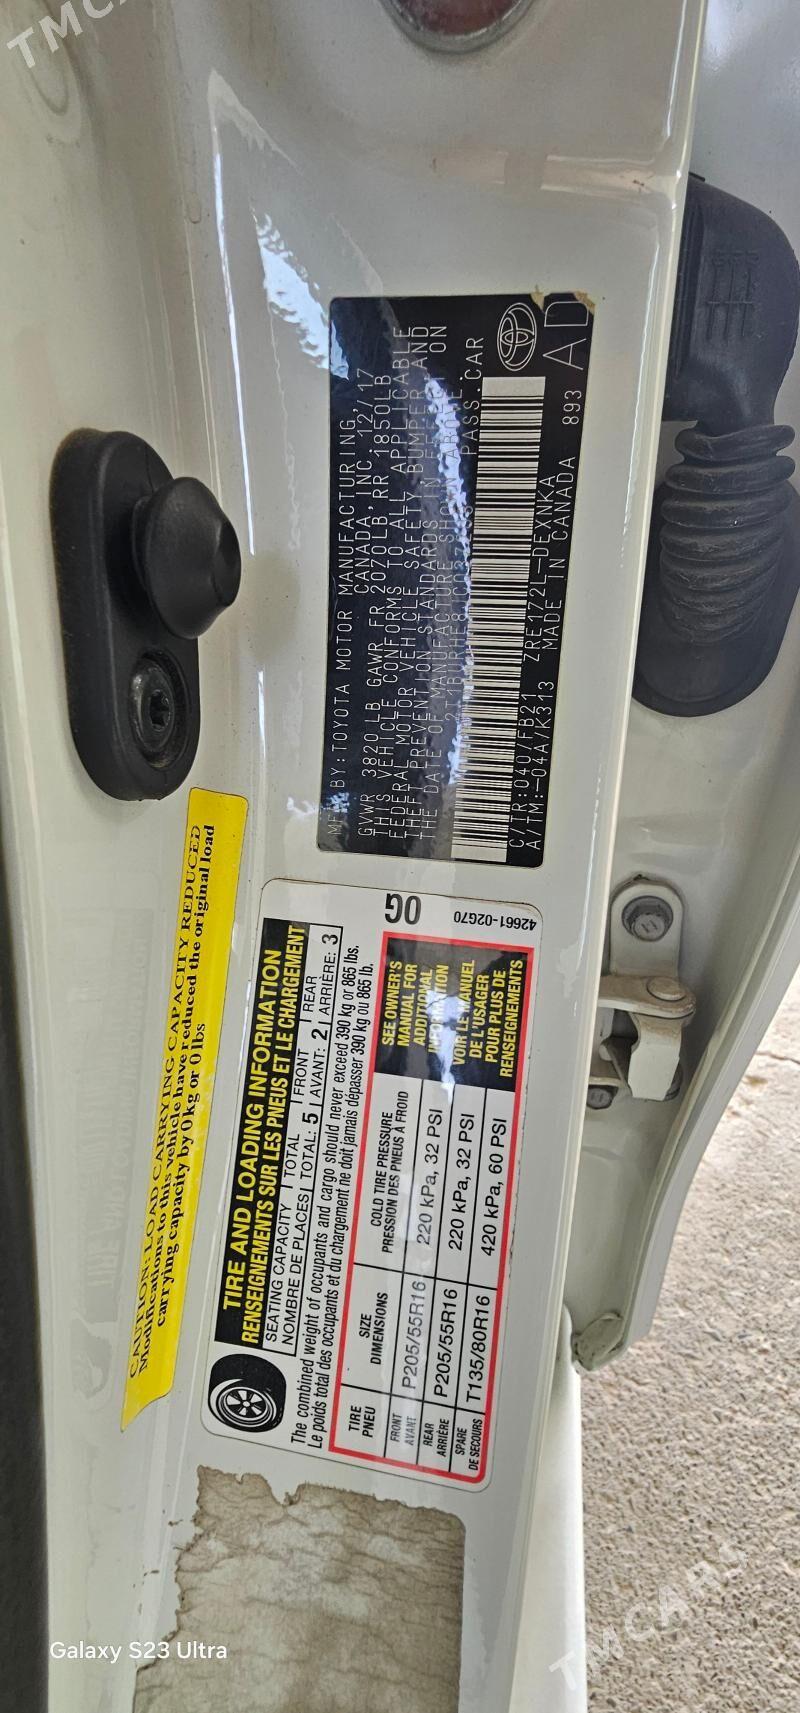 MFD. BY: TOYOTA MOTOR MANUFACTURING,
CANADA, INC. 12/17
GVWR 3820LB GAWR FR 2070LB RR 1850LB
THIS VEHICLE CONFORMS TO ALL APPLICABLE
FEDERAL MOTOR VEHICLE SAFETY BUMPER AND
THEFT PREVENTION STANDARDS IN EFFECT ON
THE DATE OF MANUFACTURE SHOWN ABOVE.
PASS. CAR
C/TR:040/FB21 ZRE172L-DEXNKA
A/TM:-04A/K313 MADE IN CANADA 893
AD
CAUTION: LOAD CARRYING CAPACITY REDUCED
Modifications to this vehicle have reduced the original load
carrying capacity by 0 kg or 0 lbs
TIRE AND LOADING INFORMATION
RENSEIGNEMENTS SUR LES PNEUS ET LE CHARGEMENT
SEATING CAPACITY TOTAL FRONT REAR
NOMBRE DE PLACES TOTAL: 5 AVANT: 2 ARRIÈRE: 3
The combined weight of occupants and cargo should never exceed 390 kg or 865 lbs.
Le poids total des occupants et du chargement ne doit jamais dépasser 390 kg ou 865 lb.
TIRE SIZE COLD TIRE PRESSURE
PNEU DIMENSIONS PRESSION DES PNEUS À FROID
FRONT
AVANT P205/55R16 220 kPa, 32 PSI
REAR
ARRIÈRE P205/55R16 220 kPa, 32 PSI
SPARE
DE SECOURS T135/80R16 420 kPa, 60 PSI
SEE OWNER'S
MANUAL FOR
ADDITIONAL
INFORMATION
VOIR LE MANUEL
DE L'USAGER
POUR PLUS DE
RENSEIGNEMENTS
0G
42661-02G70
Galaxy S23 Ultra
TMCARS